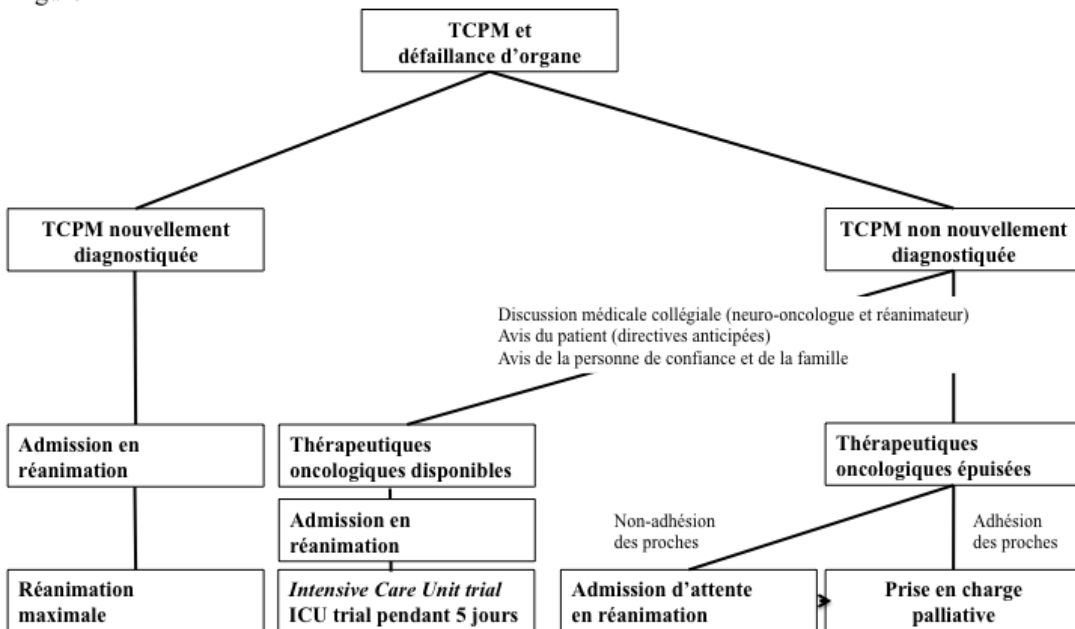 TCPM et
défaillance d'organe
TCPM nouvellement
diagnostiquée
TCPM non nouvellement
diagnostiquée
Discussion médicale collégiale (neuro-oncologue et réanimateur)
Avis du patient (directives anticipées)
Avis de la personne de confiance et de la famille
Admission en
réanimation
Thérapeutiques
oncologiques disponibles
Thérapeutiques
oncologiques épuisées
Admission en
réanimation
Non-adhésion
des proches
Adhésion
des proches
Réanimation
maximale
Intensive Care Unit trial
ICU trial pendant 5 jours
Admission d'attente
en réanimation
Prise en charge
palliative